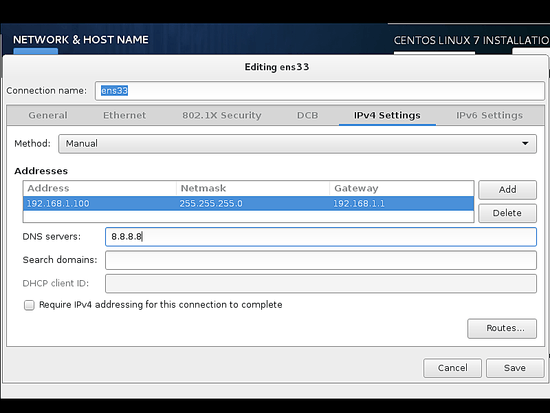 NETWORK & HOST NAME
CENTOS LINUX 7 INSTALLATIO
Editing ens33
Connection name: ens33
General Ethernet 802.1X Security DCB IPv4 Settings IPv6 Settings
Method: Manual
Addresses
Address Netmask Gateway
192.168.1.100 255.255.255.0 192.168.1.1
Add
Delete
DNS servers: 8.8.8.8
Search domains:
DHCP client ID:
Require IPv4 addressing for this connection to complete
Routes...
Cancel Save